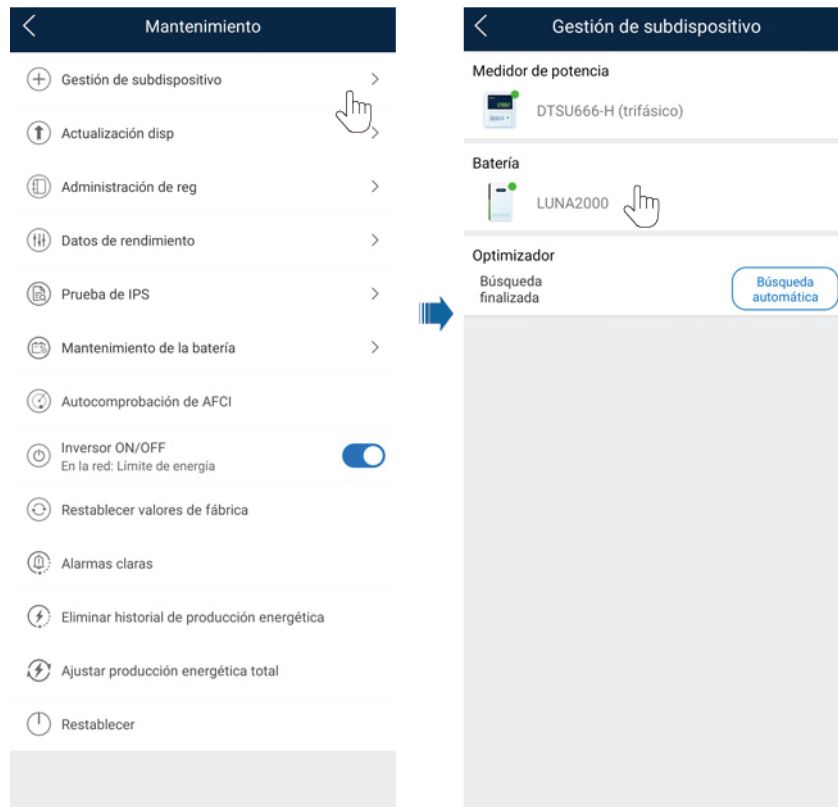 Mantenimiento
Gestión de subdispositivo
Actualización disp
Administración de reg
Datos de rendimiento
Prueba de IPS
Mantenimiento de la batería
Autocomprobación de AFCI
Inversor ON/OFF
En la red: Límite de energía
Restablecer valores de fábrica
Alarmas claras
Eliminar historial de producción energética
Ajustar producción energética total
Restablecer
Gestión de subdispositivo
Medidor de potencia
DTSU666-H (trifásico)
Batería
LUNA2000
Optimizador
Búsqueda
finalizada
Búsqueda
automática